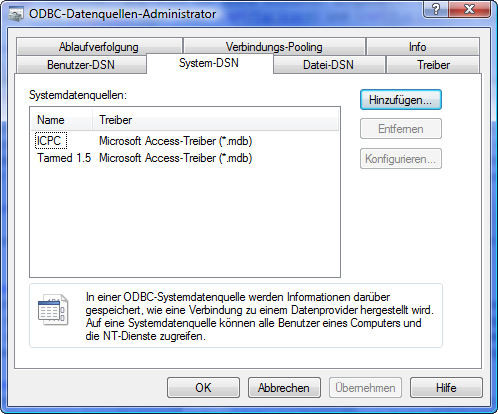 ODBC-Datenquellen-Administrator
Ablaufverfolgung Verbindungs-Pooling Info
Benutzer-DSN System-DSN Datei-DSN Treiber
Systemdatenquellen:
Name Treiber
ICPC Microsoft Access-Treiber (*.mdb)
Tarmed 1.5 Microsoft Access-Treiber (*.mdb)
Hinzufügen...
Entfernen
Konfigurieren...
In einer ODBC-Systemdatenquelle werden Informationen darüber
gespeichert, wie eine Verbindung zu einem Datenprovider hergestellt wird.
Auf eine Systemdatenquelle können alle Benutzer eines Computers und
die NT-Dienste zugreifen.
OK Abbrechen Übernehmen Hilfe